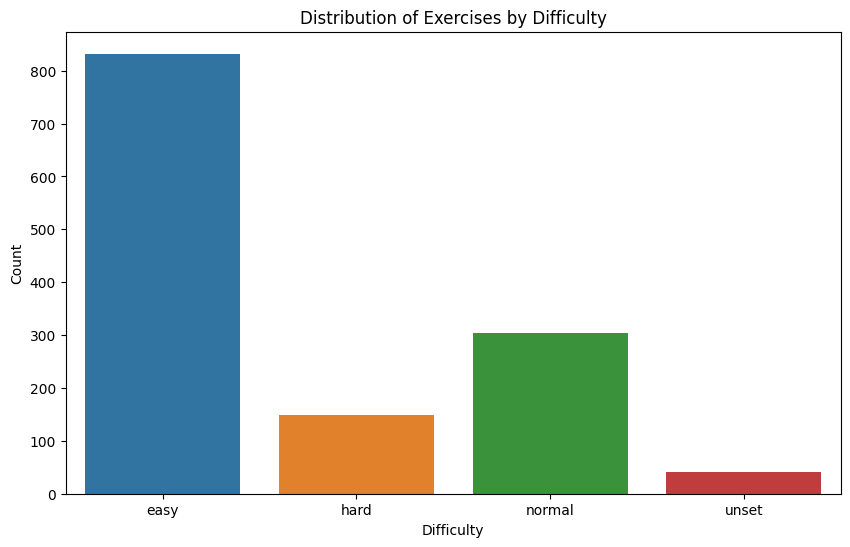 Distribution of Exercises by Difficulty
Count
800
700
600
500
400
300
200
100
0
easy hard normal unset
Difficulty